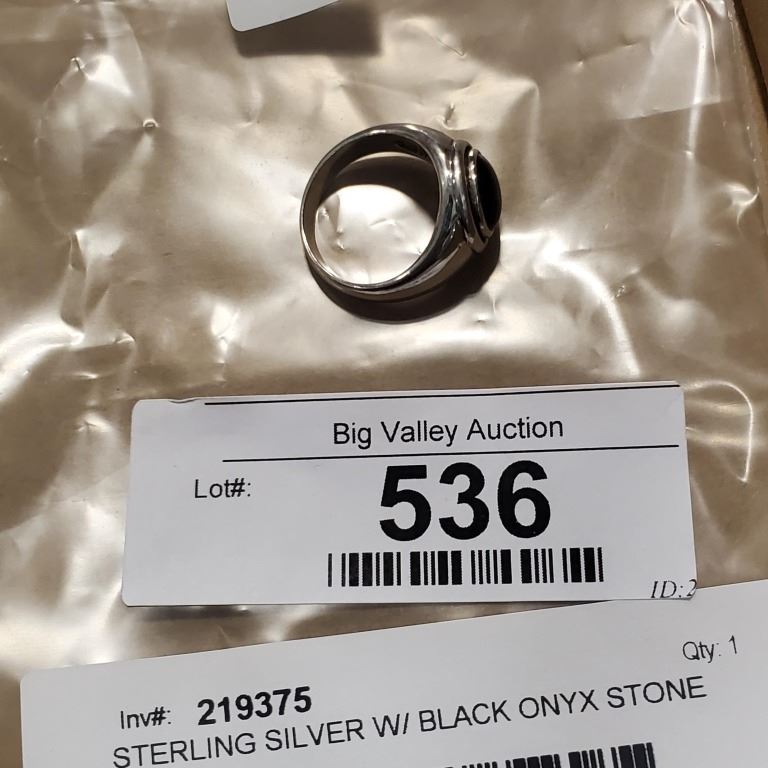 Big Valley Auction
Lot#: 536
ID:2
Qty: 1
Inv#: 219375
STERLING SILVER W/ BLACK ONYX STONE